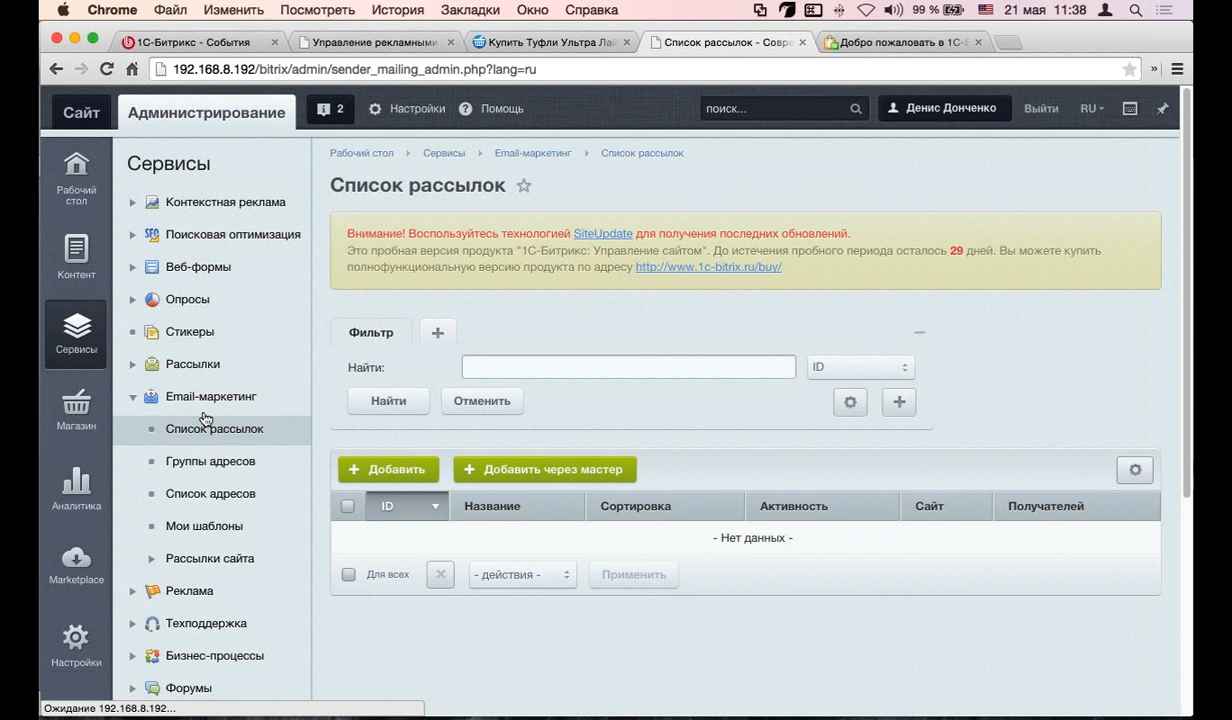 Chrome Файл Изменить Посмотреть История Закладки Окно Справка 99 % 21 мая 11:38
1С-Битрикс - События
Управление рекламными
Купить Туфли Ультра Лай
Список рассылок - Совре
Добро пожаловать в 1С-Б
192.168.8.192/bitrix/admin/sender_mailing_admin.php?lang=ru
Сайт Администрирование 2 Настройки Помощь поиск... Денис Донченко Выйти RU
Рабочий стол
Контент
Сервисы
Магазин
Аналитика
Marketplace
Настройки
Сервисы
Контекстная реклама
Поисковая оптимизация
Веб-формы
Опросы
Стикеры
Рассылки
Email-маркетинг
Список рассылок
Группы адресов
Список адресов
Мои шаблоны
Рассылки сайта
Реклама
Техподдержка
Бизнес-процессы
Форумы
Рабочий стол Сервисы Email-маркетинг Список рассылок
Список рассылок
Внимание! Воспользуйтесь технологией SiteUpdate для получения последних обновлений.
Это пробная версия продукта "1С-Битрикс: Управление сайтом". До истечения пробного периода осталось 29 дней. Вы можете купить
полнофункциональную версию продукта по адресу http://www.1c-bitrix.ru/buy/
Фильтр
Найти: ID
Найти Отменить
+ Добавить + Добавить через мастер
ID Название Сортировка Активность Сайт Получателей
- Нет данных -
Для всех - действия - Применить
Ожидание 192.168.8.192...